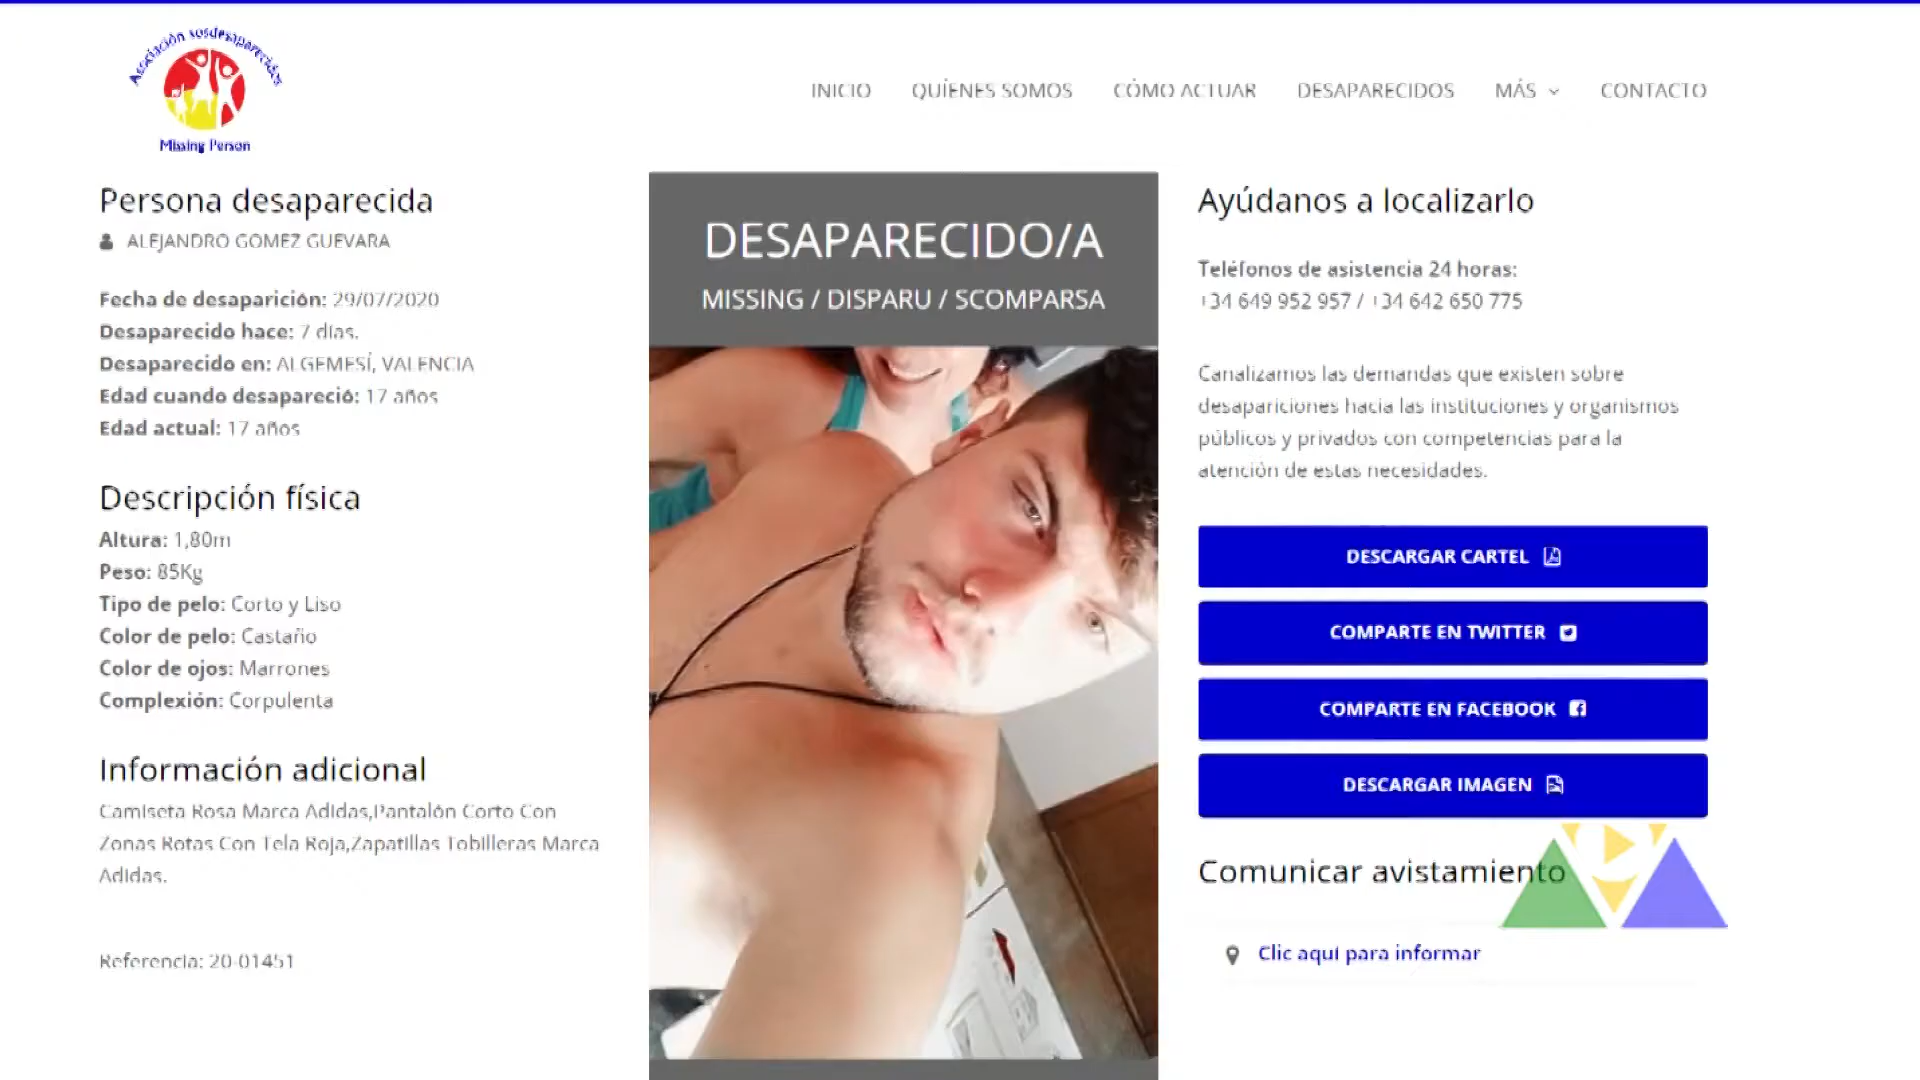 Asociación sosdesaparecidos
Missing Person
INICIO
QUÍENES SOMOS
CÓMO ACTUAR
DESAPARECIDOS
MÁS
CONTACTO
Persona desaparecida
ALEJANDRO GOMEZ GUEVARA
Fecha de desaparición: 29/07/2020
Desaparecido hace: 7 días.
Desaparecido en: ALGEMESÍ, VALENCIA
Edad cuando desapareció: 17 años
Edad actual: 17 años
Descripción física
Altura: 1,80m
Peso: 85Kg
Tipo de pelo: Corto y Liso
Color de pelo: Castaño
Color de ojos: Marrones
Complexión: Corpulenta
Información adicional
Camiseta Rosa Marca Adidas,Pantalón Corto Con
Zonas Rotas Con Tela Roja,Zapatillas Tobilleras Marca
Adidas.
Referencia: 20-01451
DESAPARECIDO/A
MISSING / DISPARU / SCOMPARSA
Ayúdanos a localizarlo
Teléfonos de asistencia 24 horas:
+34 649 952 957 / +34 642 650 775
Canalizamos las demandas que existen sobre
desapariciones hacia las instituciones y organismos
públicos y privados con competencias para la
atención de estas necesidades.
DESCARGAR CARTEL
COMPARTE EN TWITTER
COMPARTE EN FACEBOOK
DESCARGAR IMAGEN
Comunicar avistamiento
Clic aquí para informar